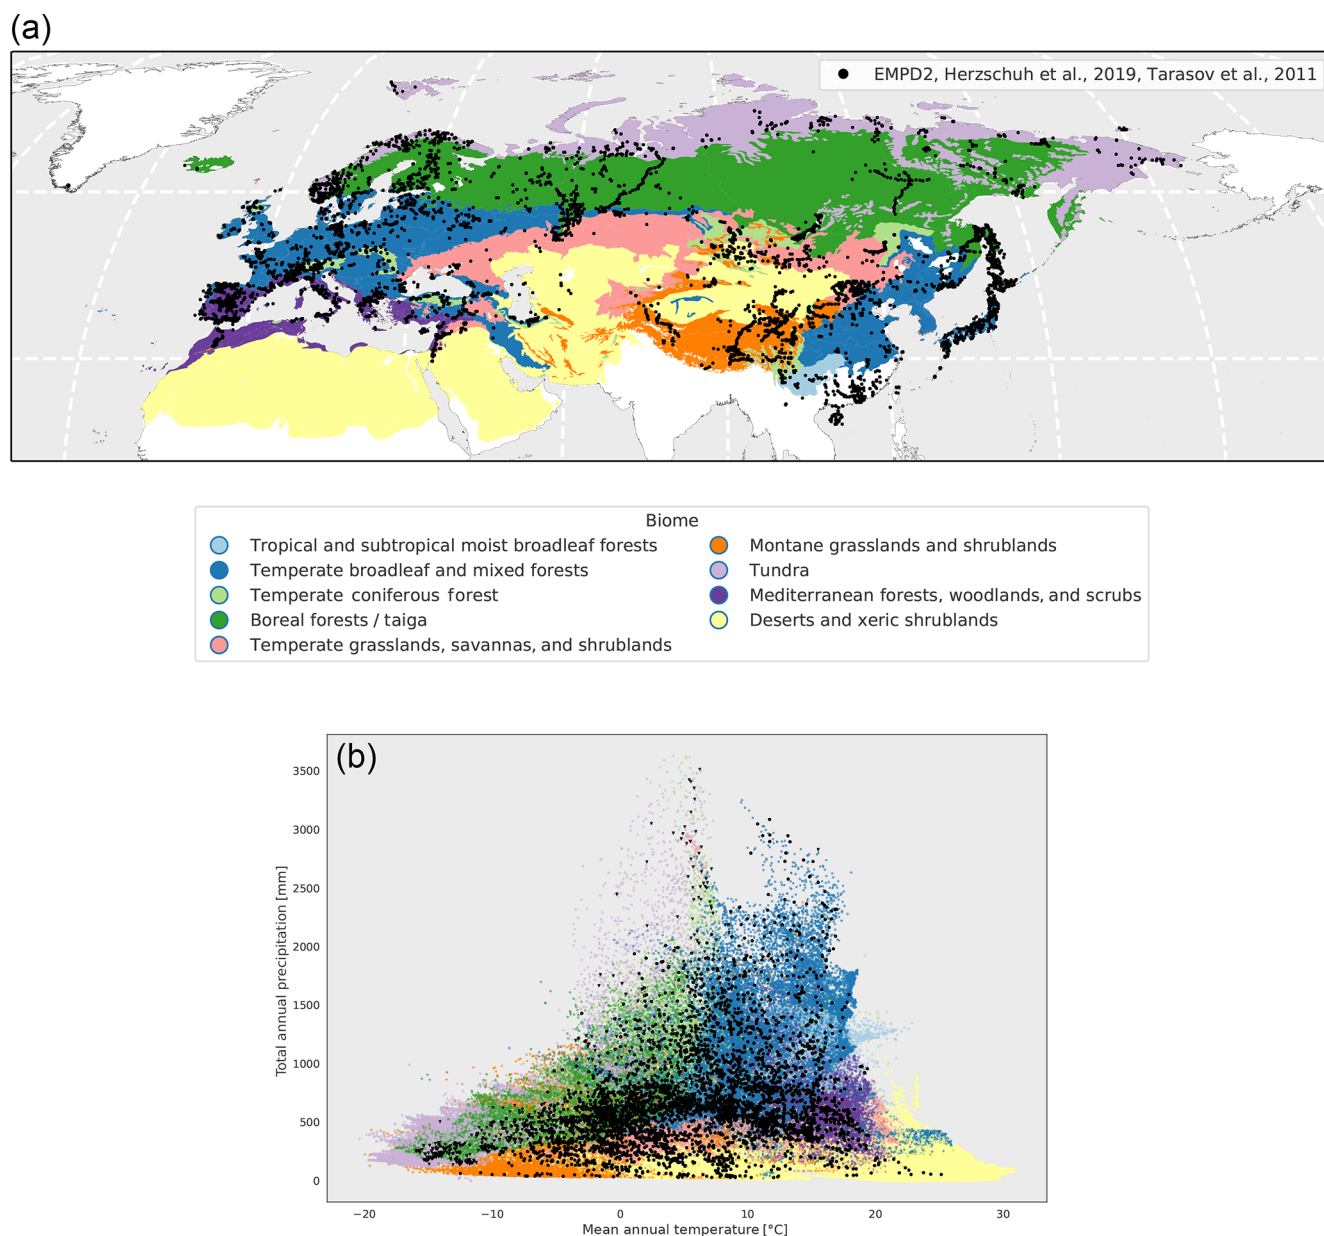 (a)
EMPD2, Herzschuh et al., 2019, Tarasov et al., 2011
Biome
Tropical and subtropical moist broadleaf forests
Temperate broadleaf and mixed forests
Temperate coniferous forest
Boreal forests / taiga
Temperate grasslands, savannas, and shrublands
Montane grasslands and shrublands
Tundra
Mediterranean forests, woodlands, and scrubs
Deserts and xeric shrublands
(b)
Total annual precipitation [mm]
3500
3000
2500
2000
1500
1000
500
0
−20
−10
0
10
20
30
Mean annual temperature [°C]